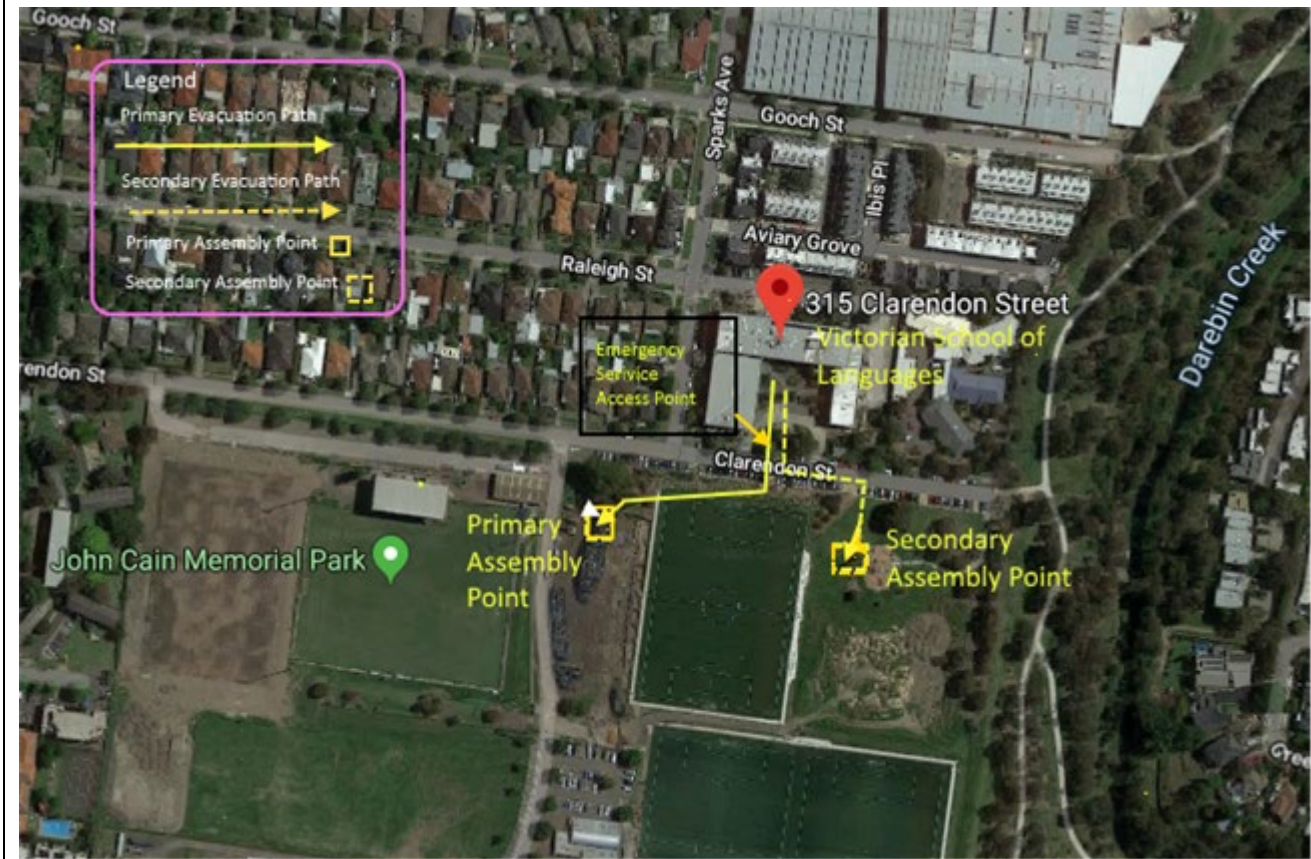 Gooch St
Legend
Primary Evacuation Path
Secondary Evacuation Path
Primary Assembly Point
Secondary Assembly Point
Sparks Ave
Gooch St
Ibis Pl
Aviary Grove
Raleigh St
315 Clarendon Street
Victorian School of
Languages
Darebin Creek
Emergency
Serivice
Access Point
rendon St
Clarendon St
Primary
Assembly
Point
Secondary
Assembly Point
John Cain Memorial Park
Gree